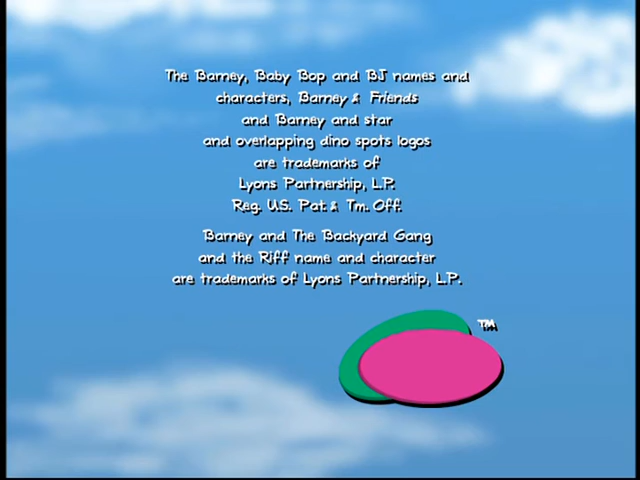 The Barney, Baby Bop and BJ names and
characters, Barney & Friends
and Barney and star
and overlapping dino spots logos
are trademarks of
Lyons Partnership, L.P.
Reg. U.S. Pat & Tm. Off.
Barney and The Backyard Gang
and the Riff name and character
are trademarks of Lyons Partnership, L.P.
TM